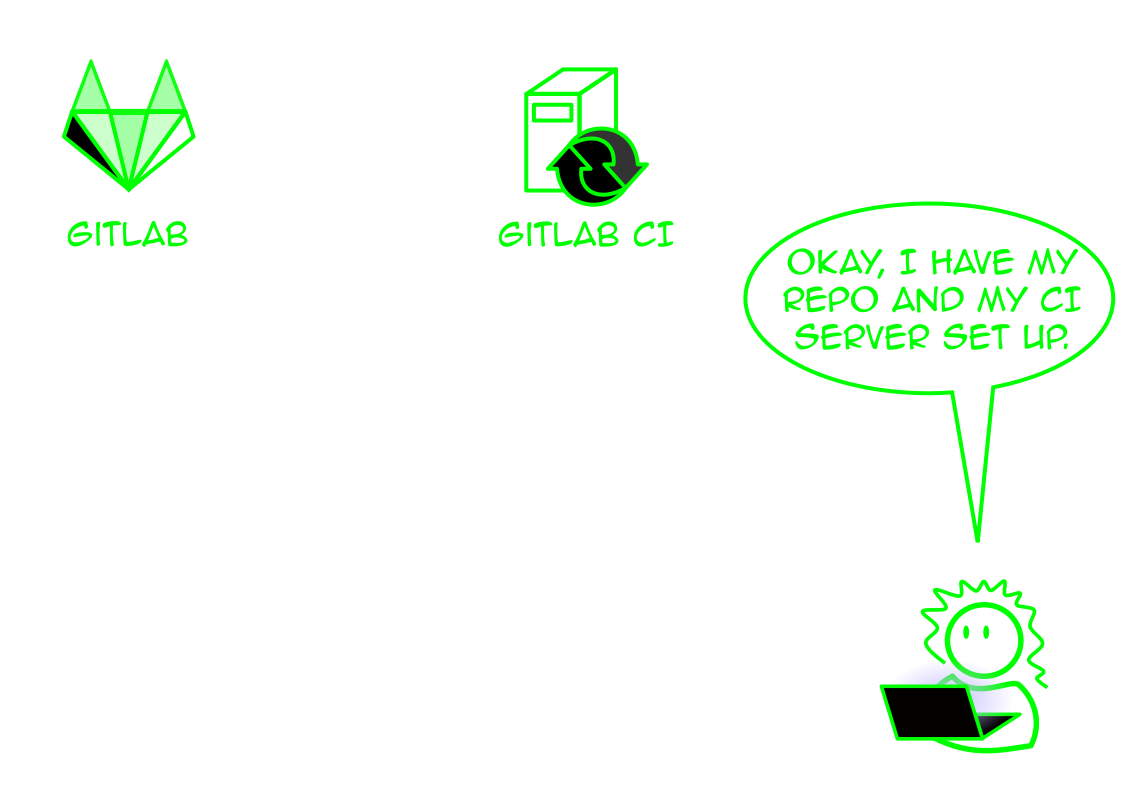 GITLAB
GITLAB CI
OKAY, I HAVE MY
REPO AND MY CI
SERVER SET UP.